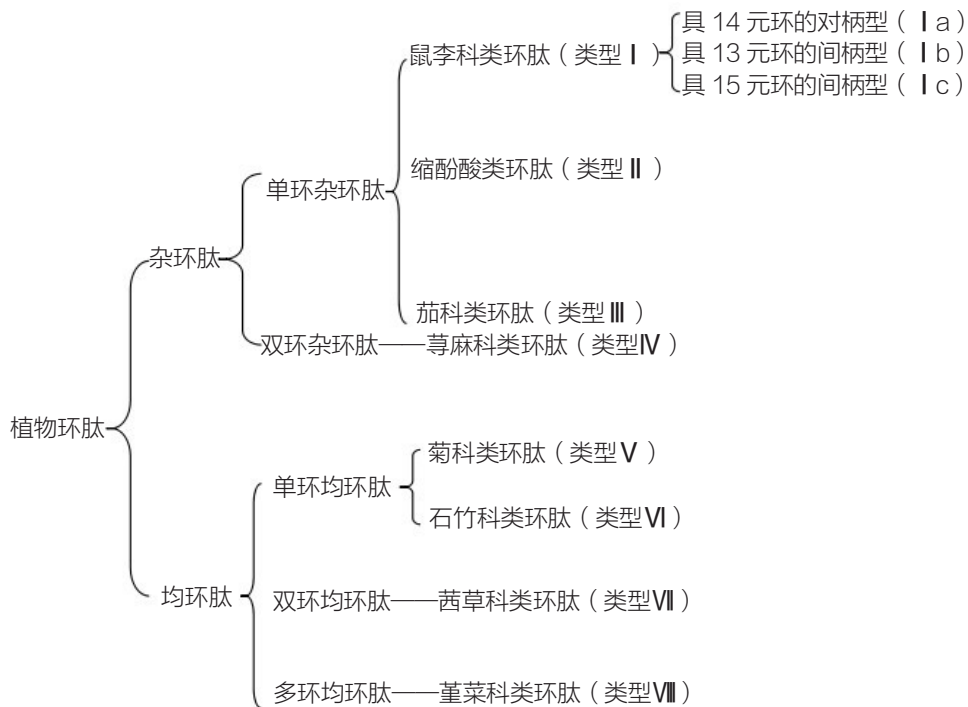 具 14 元环的对柄型（Ⅰa）
鼠李科类环肽（类型Ⅰ）
具 13 元环的间柄型（Ⅰb）
具 15 元环的间柄型（Ⅰc）
缩酚酸类环肽（类型Ⅱ）
单环杂环肽
杂环肽
茄科类环肽（类型Ⅲ）
双环杂环肽——荨麻科类环肽（类型Ⅳ）
植物环肽
菊科类环肽（类型Ⅴ）
单环均环肽
石竹科类环肽（类型Ⅵ）
均环肽
双环均环肽——茜草科类环肽（类型Ⅶ）
多环均环肽——堇菜科类环肽（类型Ⅷ）